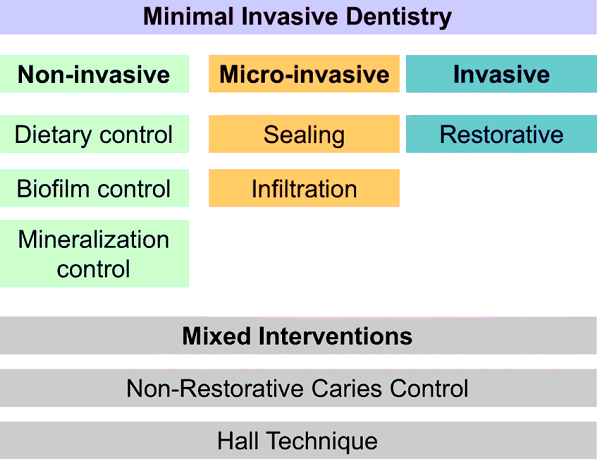 Minimal Invasive Dentistry
Non-invasive
Micro-invasive
Invasive
Dietary control
Sealing
Restorative
Biofilm control
Infiltration
Mineralization
control
Mixed Interventions
Non-Restorative Caries Control
Hall Technique